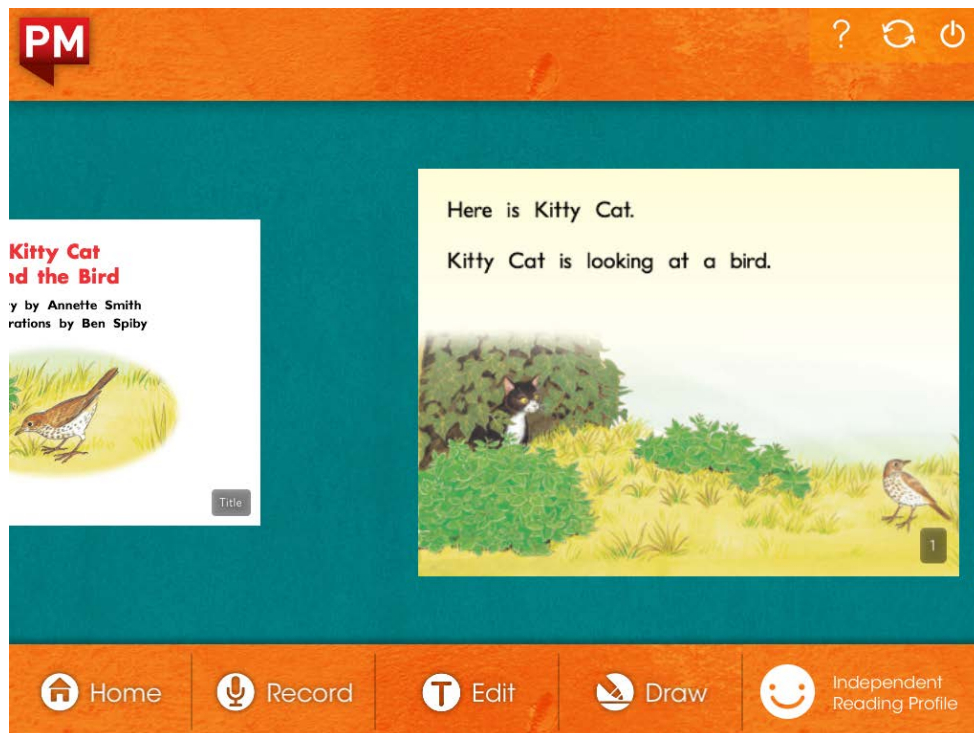 PM
?
Kitty Cat
nd the Bird
y by Annette Smith
rations by Ben Spiby
Title
Here is Kitty Cat.
Kitty Cat is looking at a bird.
1
Home
Record
T
Edit
Draw
Independent
Reading Profile